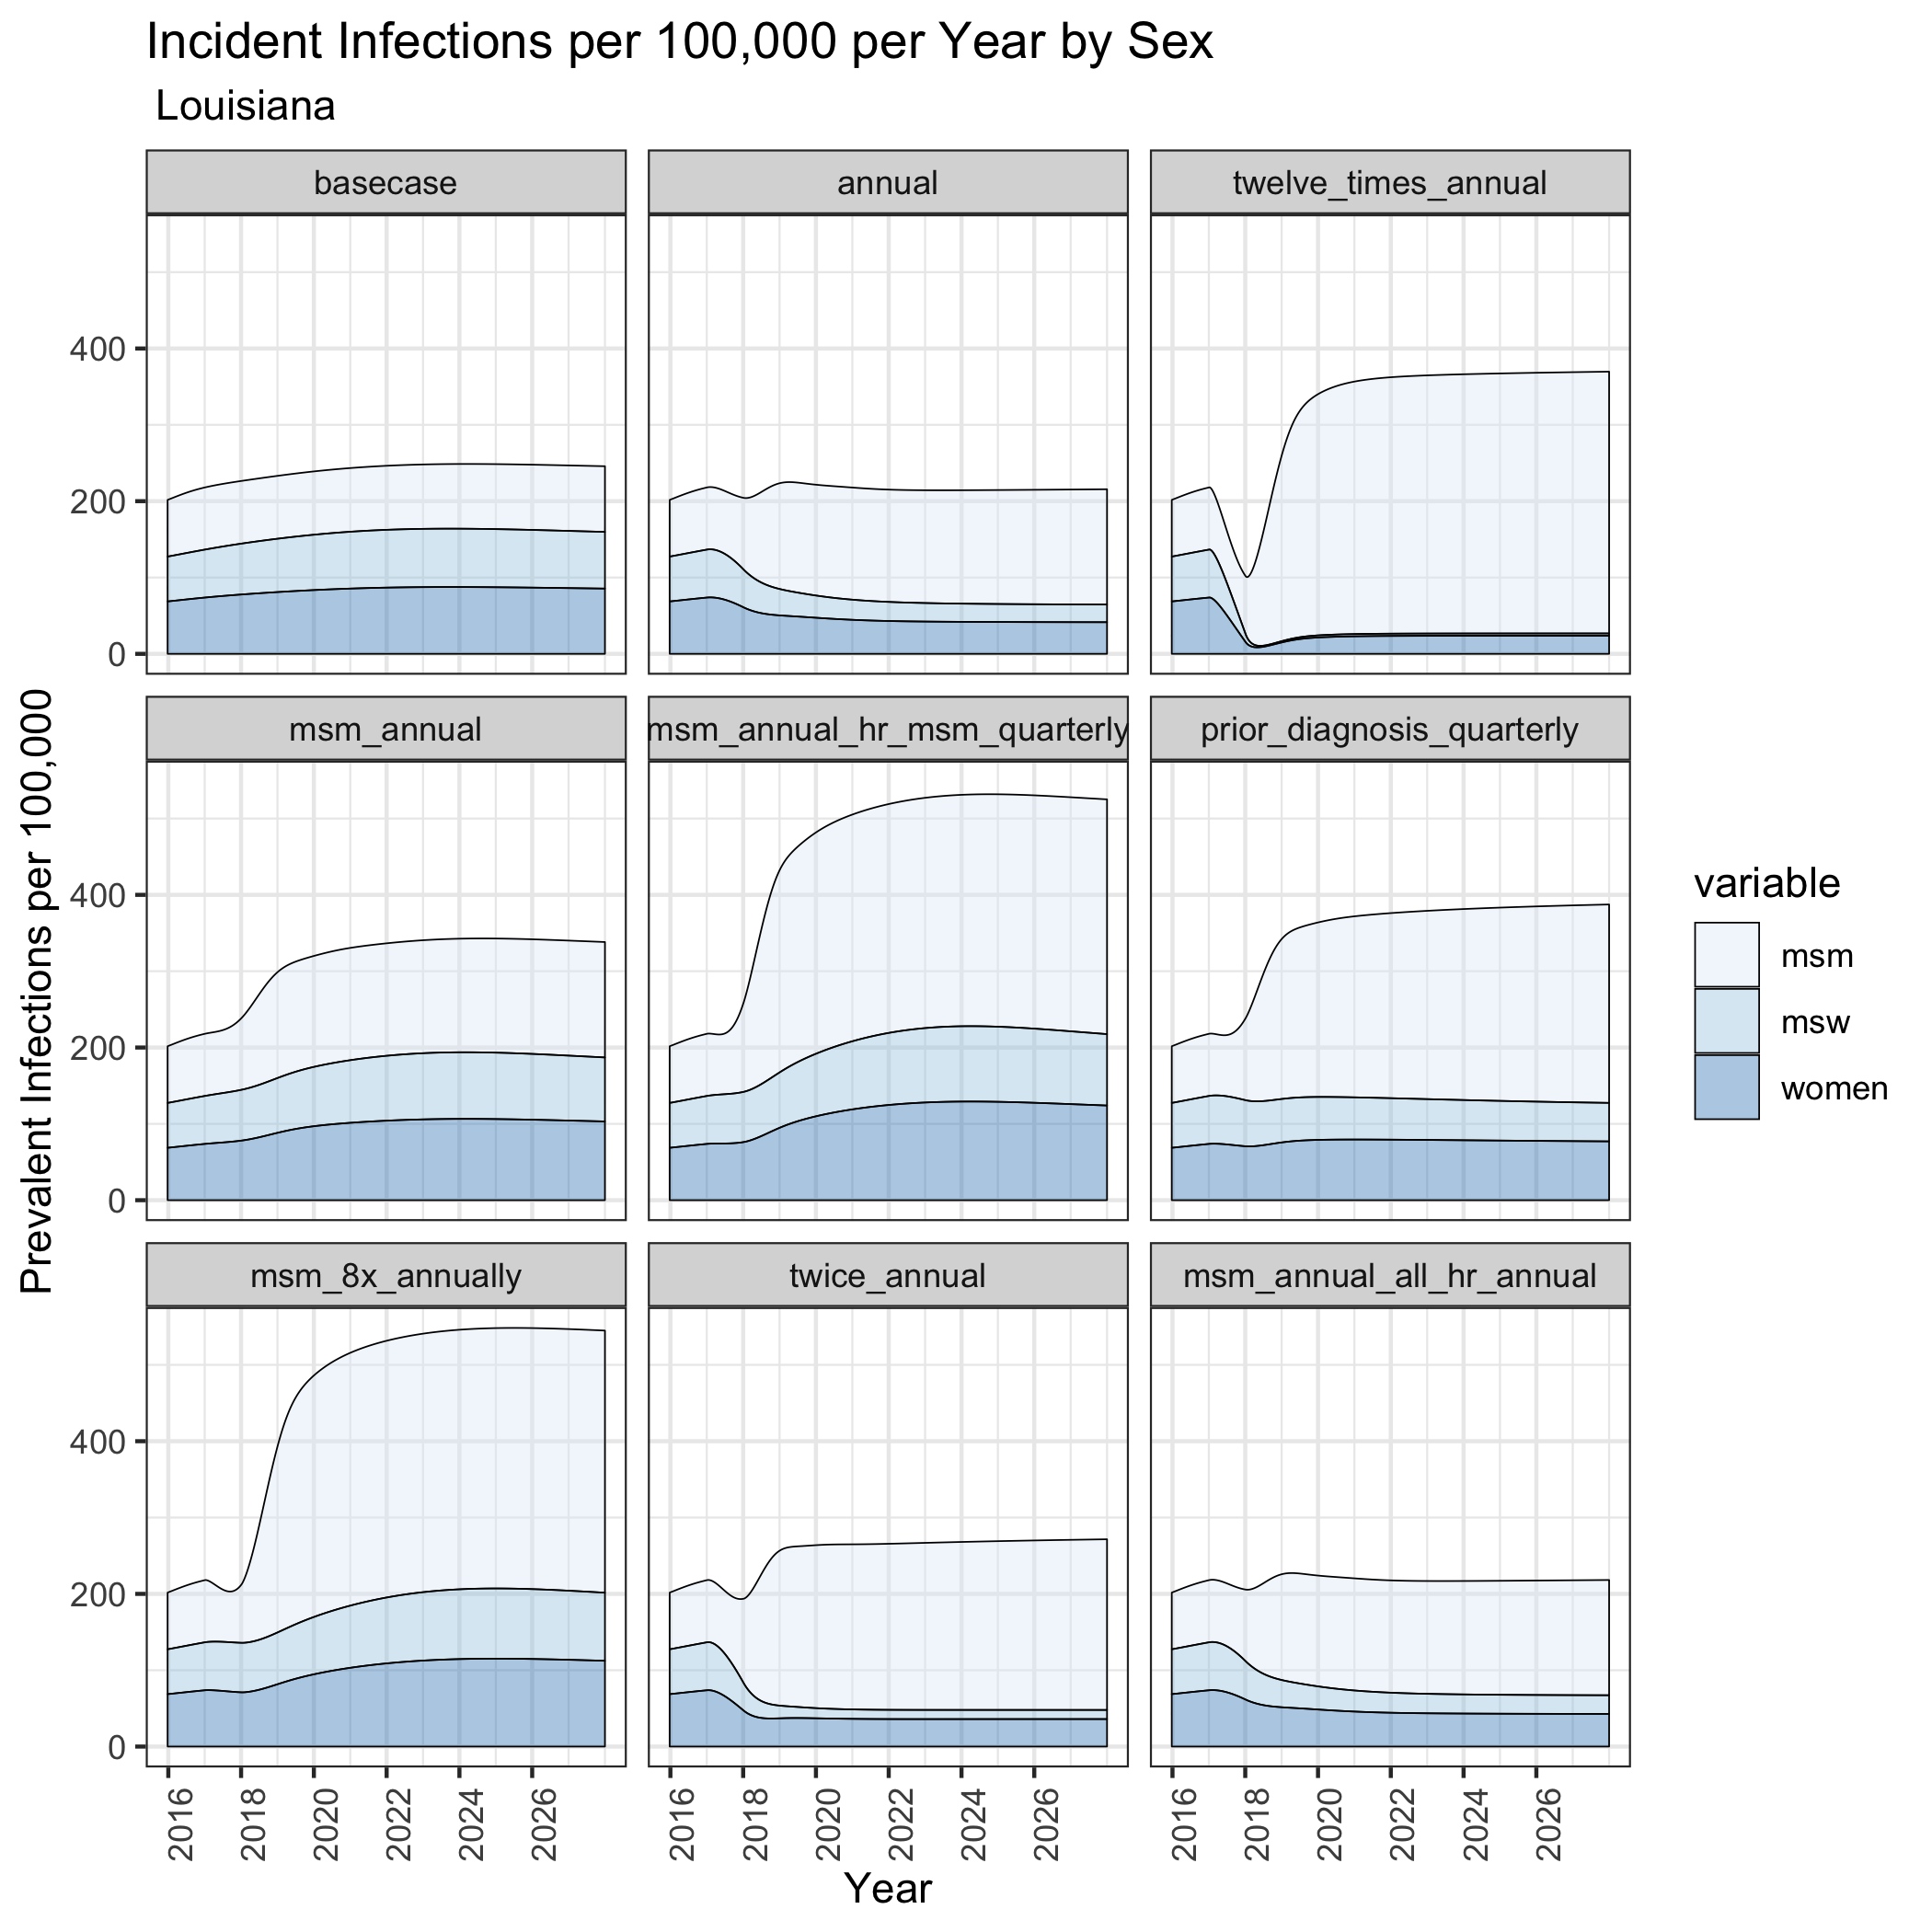 Incident Infections per 100,000 per Year by Sex
Louisiana
basecase
annual
twelve_times_annual
400
200
0
msm_annual
msm_annual_hr_msm_quarterly
prior_diagnosis_quarterly
400
200
0
msm_8x_annually
twice_annual
msm_annual_all_hr_annual
400
200
0
2016 2018 2020 2022 2024 2026
2016 2018 2020 2022 2024 2026
2016 2018 2020 2022 2024 2026
Year
Prevalent Infections per 100,000
variable
msm
msw
women